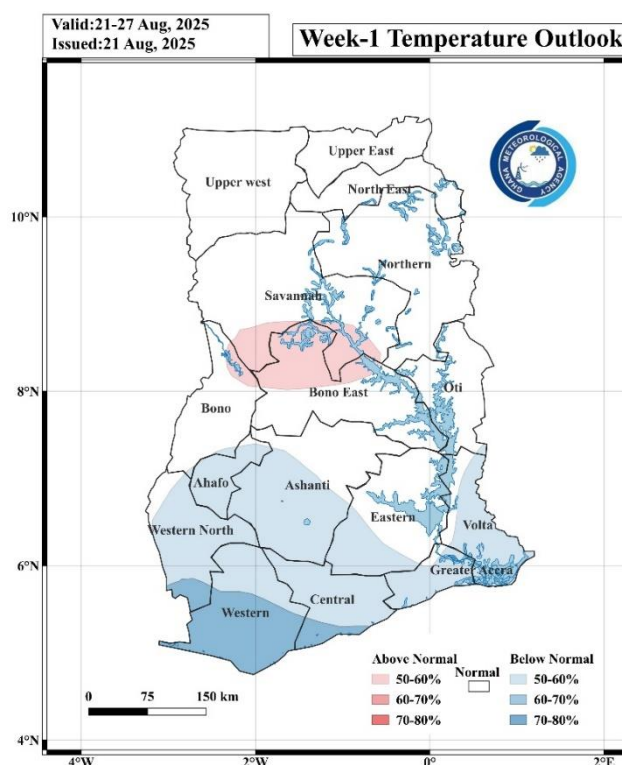 Valid:21-27 Aug, 2025
Issued:21 Aug, 2025
Week-1 Temperature Outlook
GHANA METEOROLOGICAL AGENCY
Upper East
Upper west
North East
10°N
Northern
Savannah
8°N
Bono East
Oti
Bono
Ahafo
Ashanti
Western North
Eastern
Volta
6°N
Greater Accra
Western
Central
Above Normal
Normal
Below Normal
50-60%
50-60%
60-70%
60-70%
70-80%
70-80%
0
75
150 km
4°N
4°W
2°W
0°
2°E